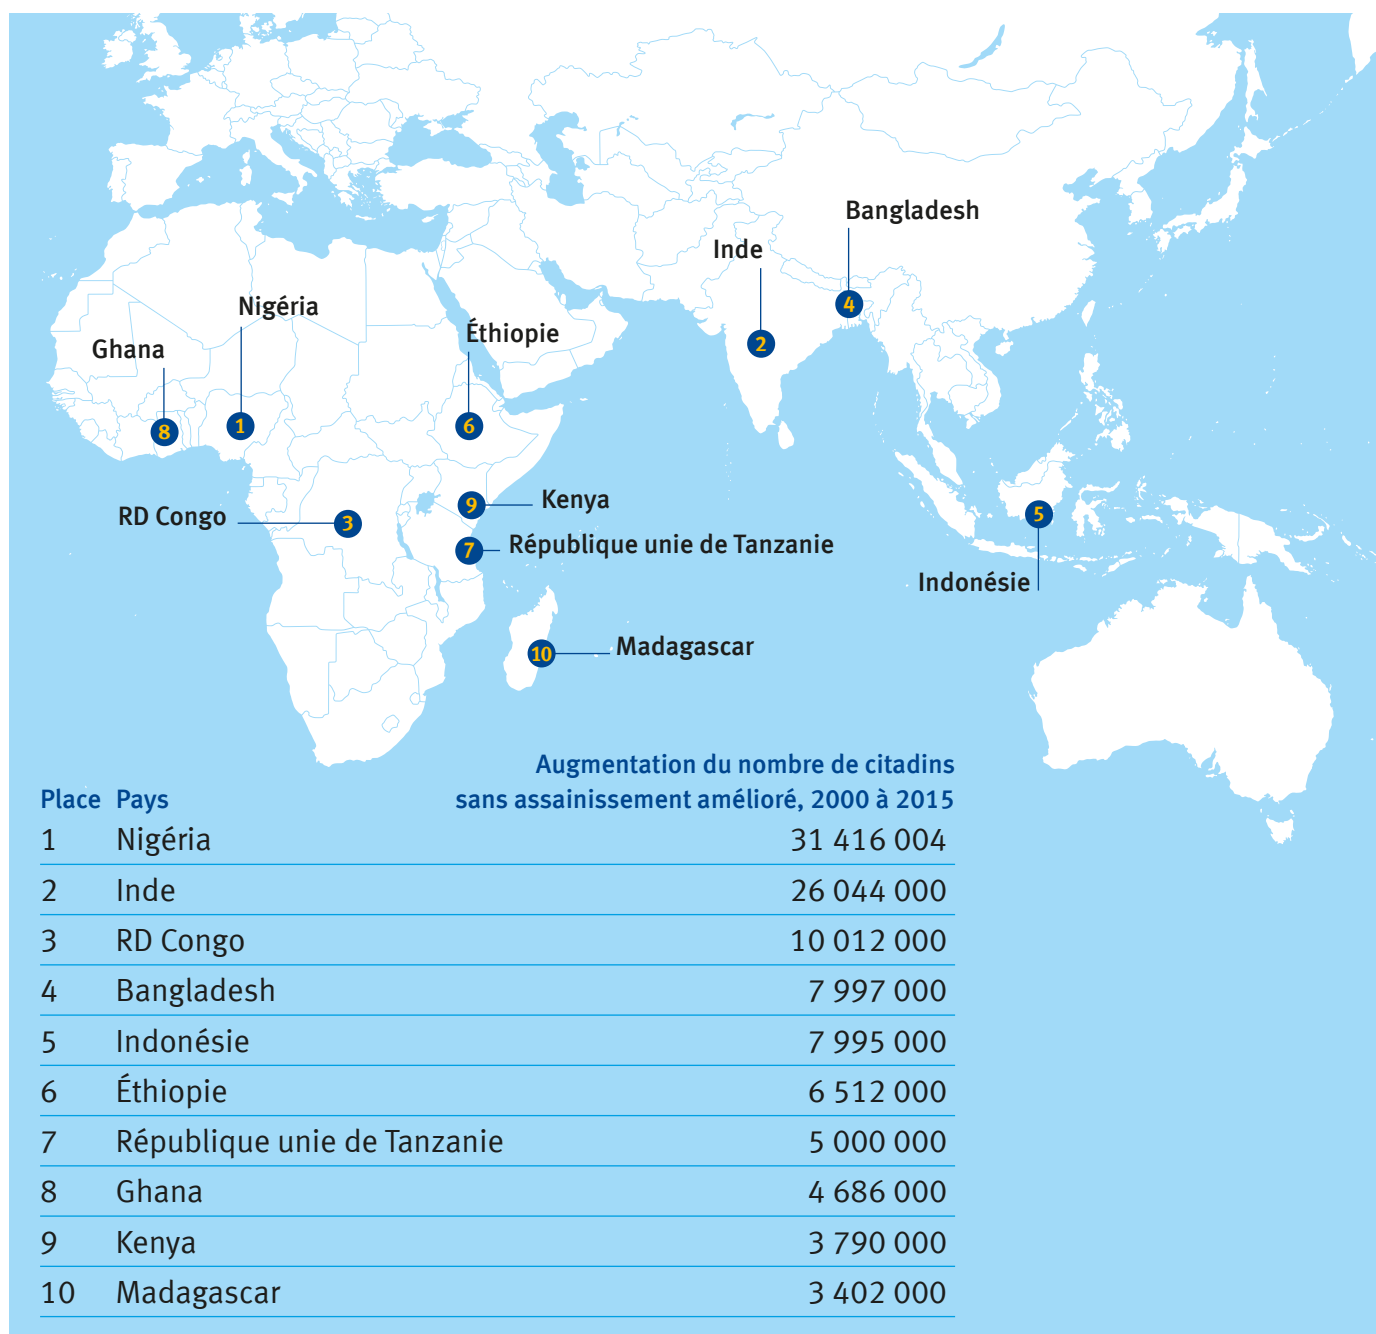 Bangladesh
Inde
4
Nigéria
2
Éthiopie
Ghana
8
1
6
RD Congo
3
9
Kenya
7
République unie de Tanzanie
5
Indonésie
10
Madagascar
Augmentation du nombre de citadins
Place Pays sans assainissement amélioré, 2000 à 2015
1 Nigéria 31 416 004
2 Inde 26 044 000
3 RD Congo 10 012 000
4 Bangladesh 7 997 000
5 Indonésie 7 995 000
6 Éthiopie 6 512 000
7 République unie de Tanzanie 5 000 000
8 Ghana 4 686 000
9 Kenya 3 790 000
10 Madagascar 3 402 000